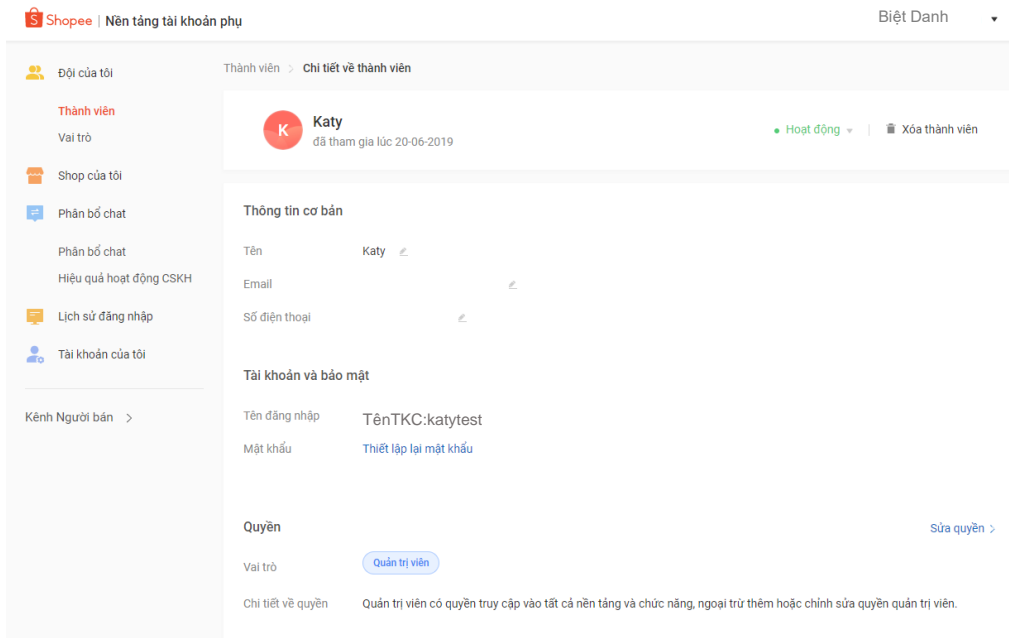 Shopee | Nền tảng tài khoản phụ
Biệt Danh
Đội của tôi
Thành viên
Vai trò
Shop của tôi
Phân bổ chat
Phân bổ chat
Hiệu quả hoạt động CSKH
Lịch sử đăng nhập
Tài khoản của tôi
Kênh Người bán >
Thành viên > Chi tiết về thành viên
K
Katy
đã tham gia lúc 20-06-2019
Hoạt động
Xóa thành viên
Thông tin cơ bản
Tên Katy
Email
Số điện thoại
Tài khoản và bảo mật
Tên đăng nhập TênTKC:katytest
Mật khẩu Thiết lập lại mật khẩu
Quyền
Sửa quyền >
Vai trò Quản trị viên
Chi tiết về quyền Quản trị viên có quyền truy cập vào tất cả nền tảng và chức năng, ngoại trừ thêm hoặc chỉnh sửa quyền quản trị viên.